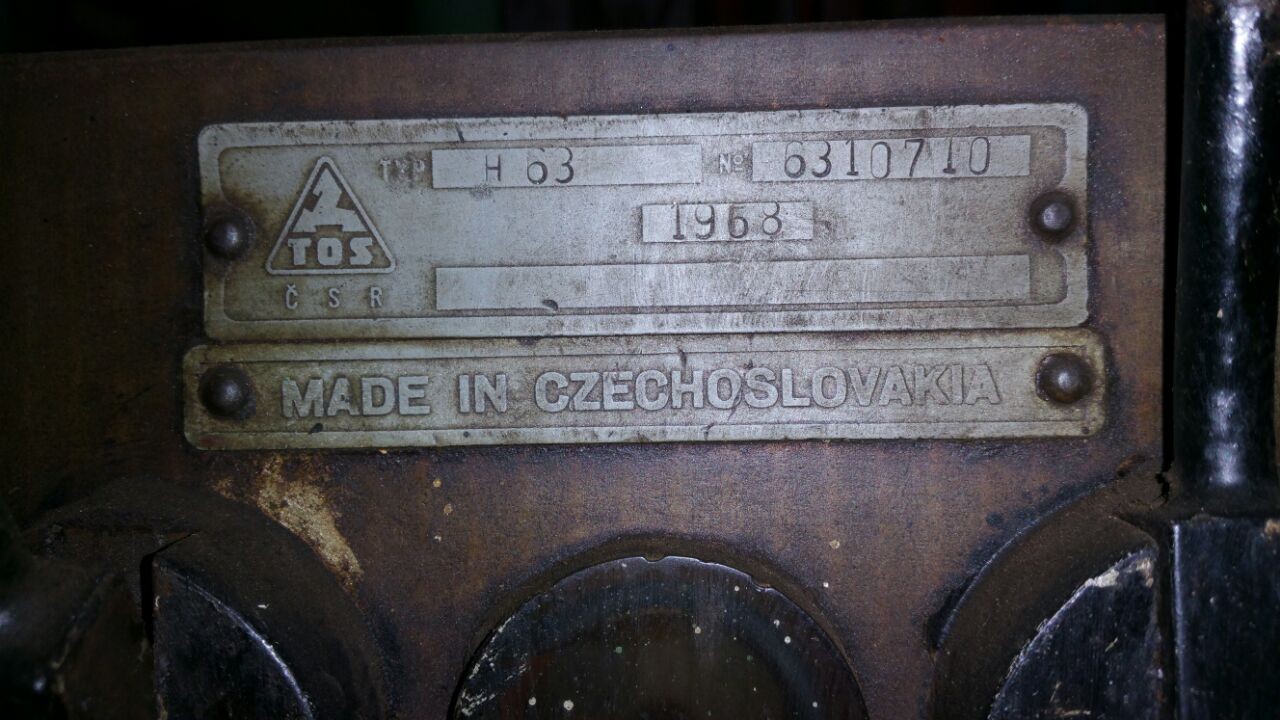 TYP H 63 № 6310710
1968
TOS
ČSR
MADE IN CZECHOSLOVAKIA